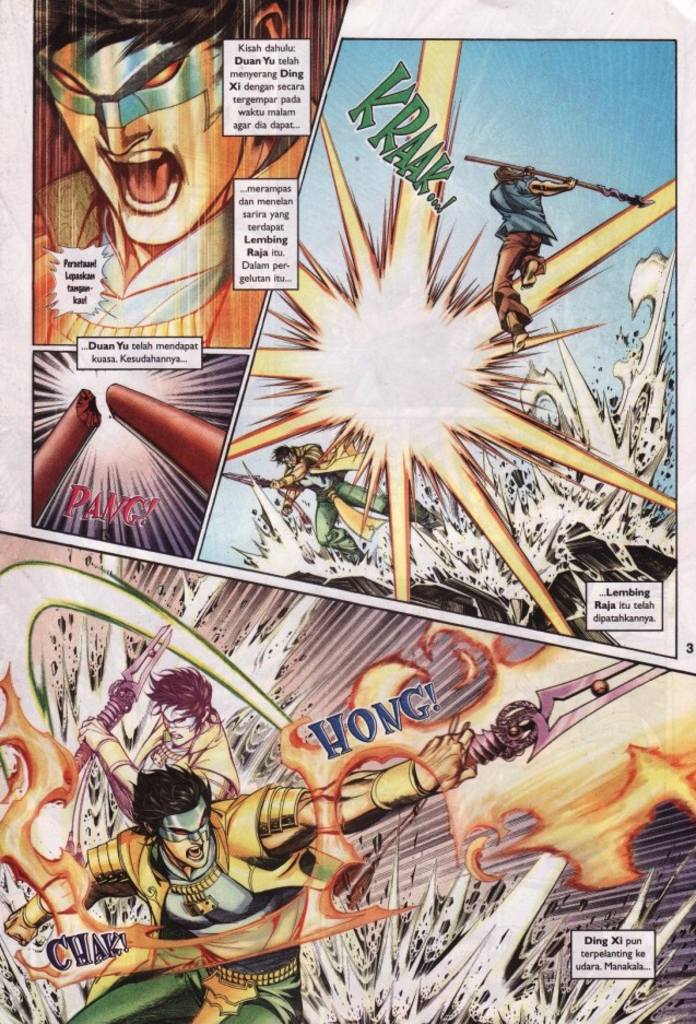 Kisah dahulu:
Duan Yu telah
menyerang Ding
Xi dengan secara
tergempar pada
waktu malam
agar dia dapat...
...merampas
dan menelan
sarira yang
terdapat
Lembing
Raja itu.
Dalam per-
gelutan itu...
Persetaan!
Lepaskan
tangan-
kau!
...Duan Yu telah mendapat
kuasa. Kesudahannya...
PANG!
KRAAK...!
...Lembing
Raja itu telah
dipatahkannya.
3
HONG!
CHAK!
Ding Xi pun
terpelanting ke
udara. Manakala...